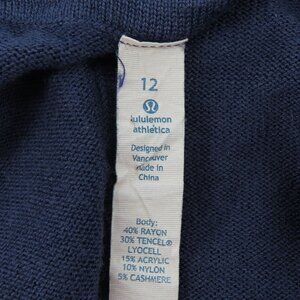 12
lululemon
athletica
Designed in
Vancouver
made in
China
Body:
40% RAYON
30% TENCEL®
LYOCELL
15% ACRYLIC
10% NYLON
5% CASHMERE